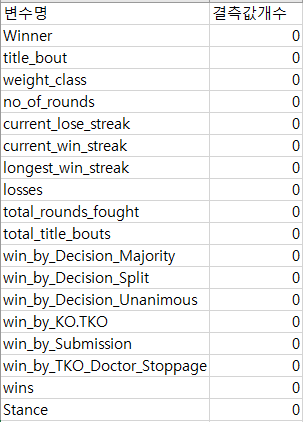 변수명 결측값개수
Winner 0
title_bout 0
weight_class 0
no_of_rounds 0
current_lose_streak 0
current_win_streak 0
longest_win_streak 0
losses 0
total_rounds_fought 0
total_title_bouts 0
win_by_Decision_Majority 0
win_by_Decision_Split 0
win_by_Decision_Unanimous 0
win_by_KO.TKO 0
win_by_Submission 0
win_by_TKO_Doctor_Stoppage 0
wins 0
Stance 0